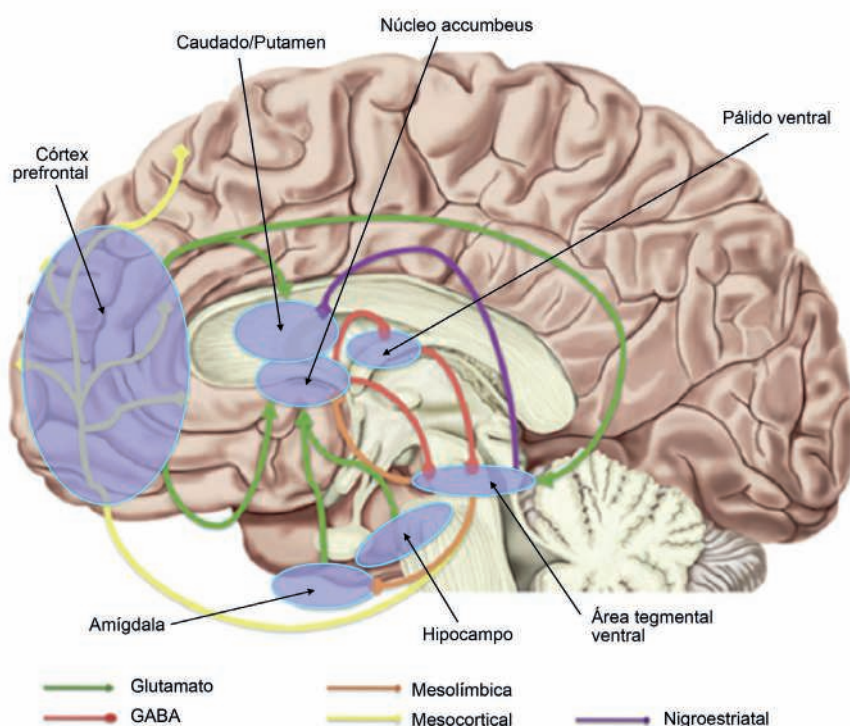 Núcleo accumbeus
Caudado/Putamen
Pálido ventral
Córtex
prefrontal
Amígdala
Hipocampo
Área tegmental
ventral
Glutamato
Mesolímbica
GABA
Mesocortical
Nigroestriatal